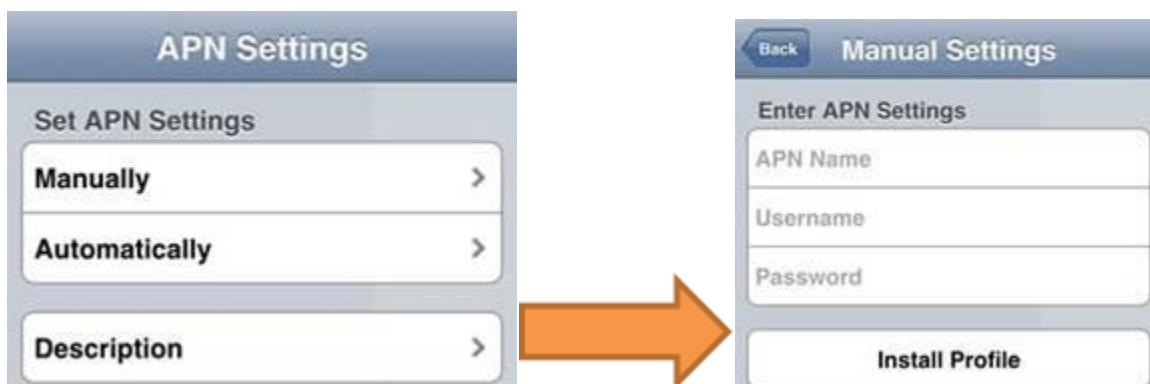 APN Settings
Set APN Settings
Manually
Automatically
Description
Back
Manual Settings
Enter APN Settings
APN Name
Username
Password
Install Profile